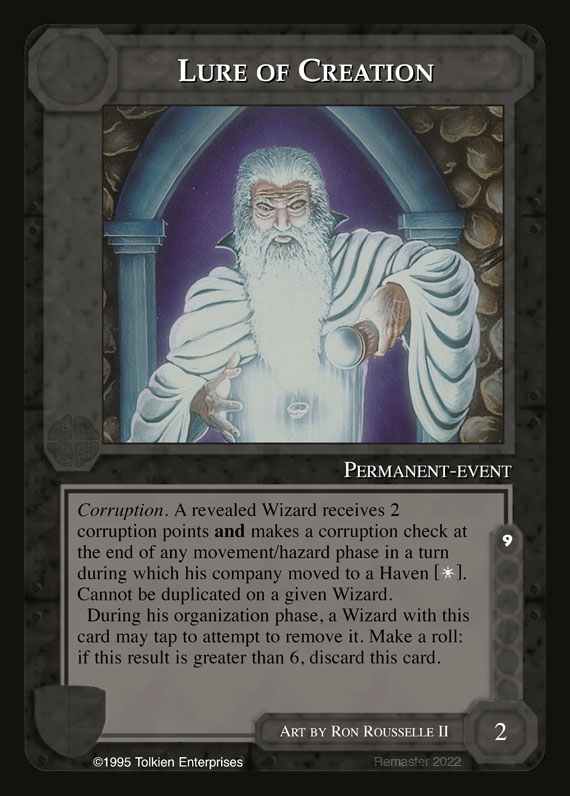 Lure of Creation
Permanent-event
Corruption. A revealed Wizard receives 2
corruption points and makes a corruption check at
the end of any movement/hazard phase in a turn
during which his company moved to a Haven [☀].
Cannot be duplicated on a given Wizard.
During his organization phase, a Wizard with this
card may tap to attempt to remove it. Make a roll:
if this result is greater than 6, discard this card.
9
Art by Ron Rousselle II
2
©1995 Tolkien Enterprises
Remaster 2022